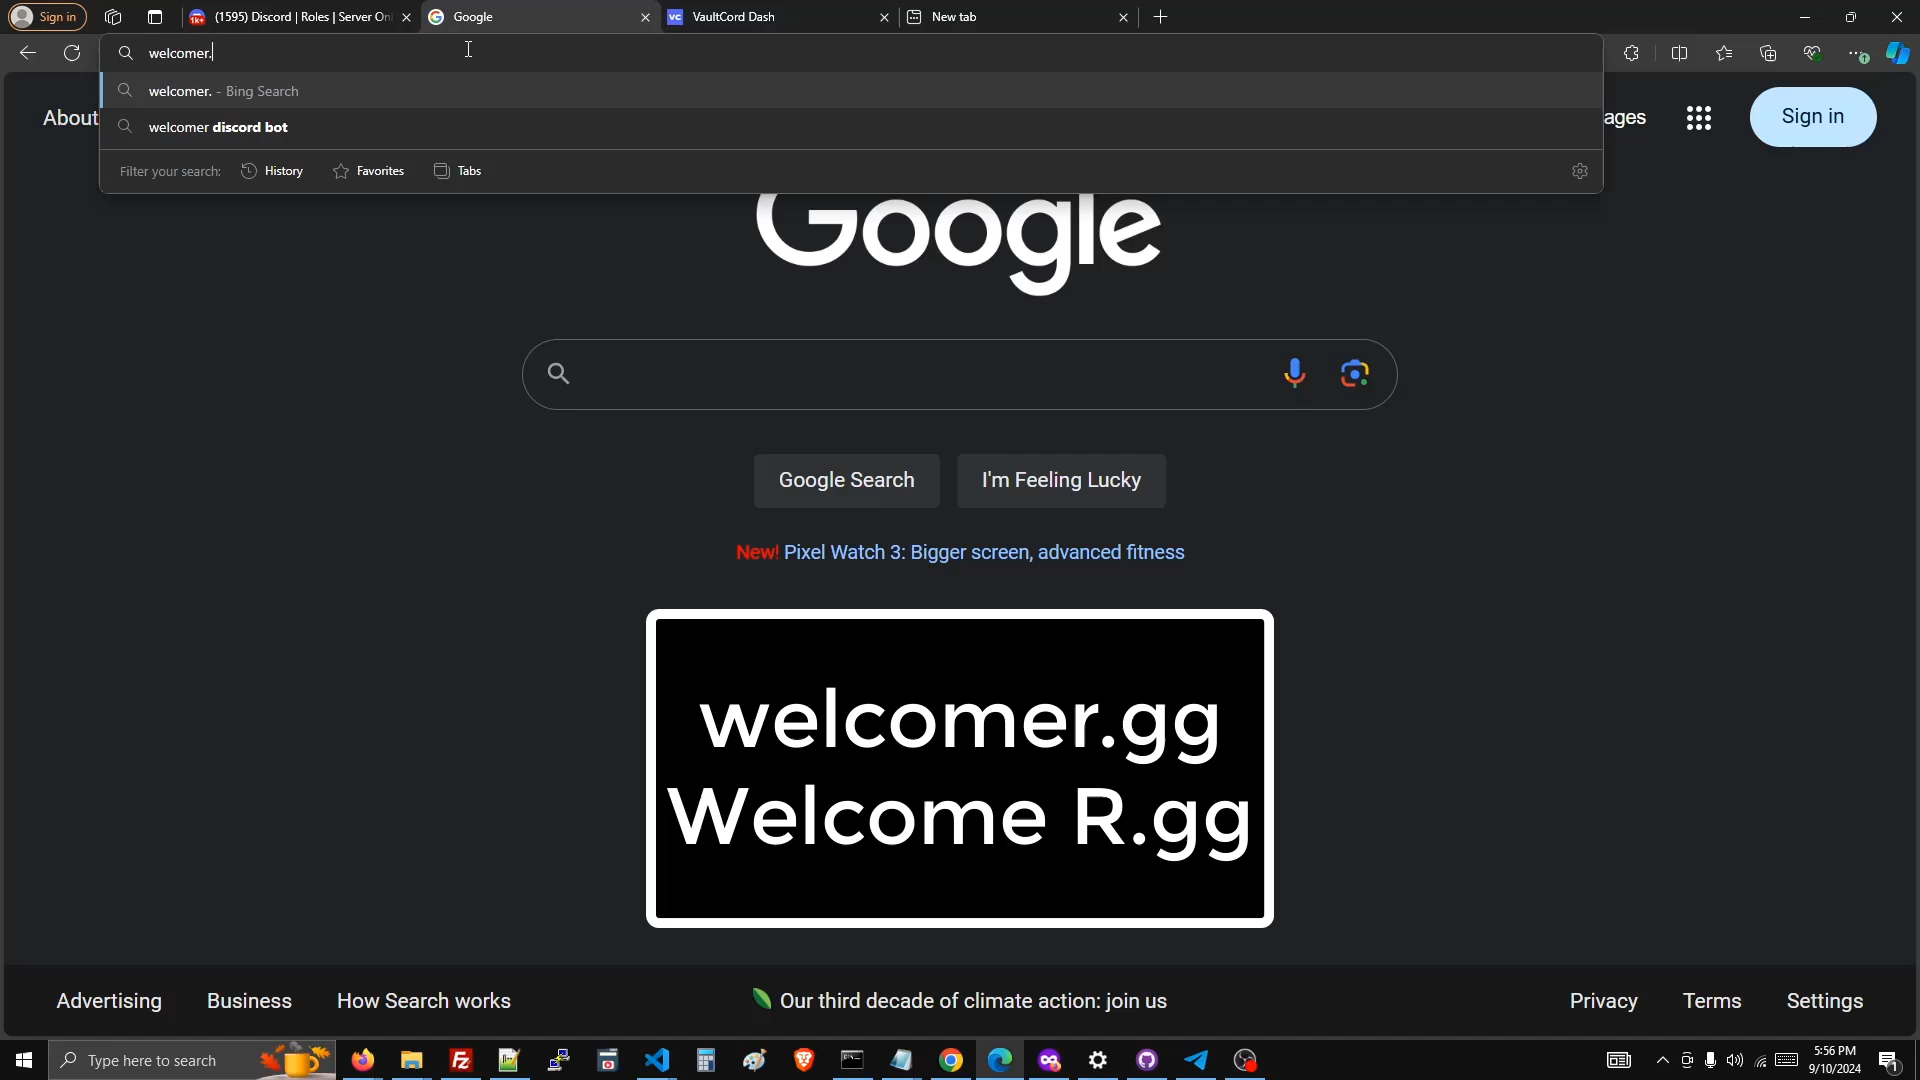 Sign in
(1595) Discord | Roles | Server On
Google
VaultCord Dash
New tab
welcomer.
welcomer. - Bing Search
welcomer discord bot
Filter your search:
History
Favorites
Tabs
About
ages
Sign in
Google
Google Search
I'm Feeling Lucky
New! Pixel Watch 3: Bigger screen, advanced fitness
welcomer.gg
Welcome R.gg
Advertising
Business
How Search works
Our third decade of climate action: join us
Privacy
Terms
Settings
Type here to search
5:56 PM
9/10/2024